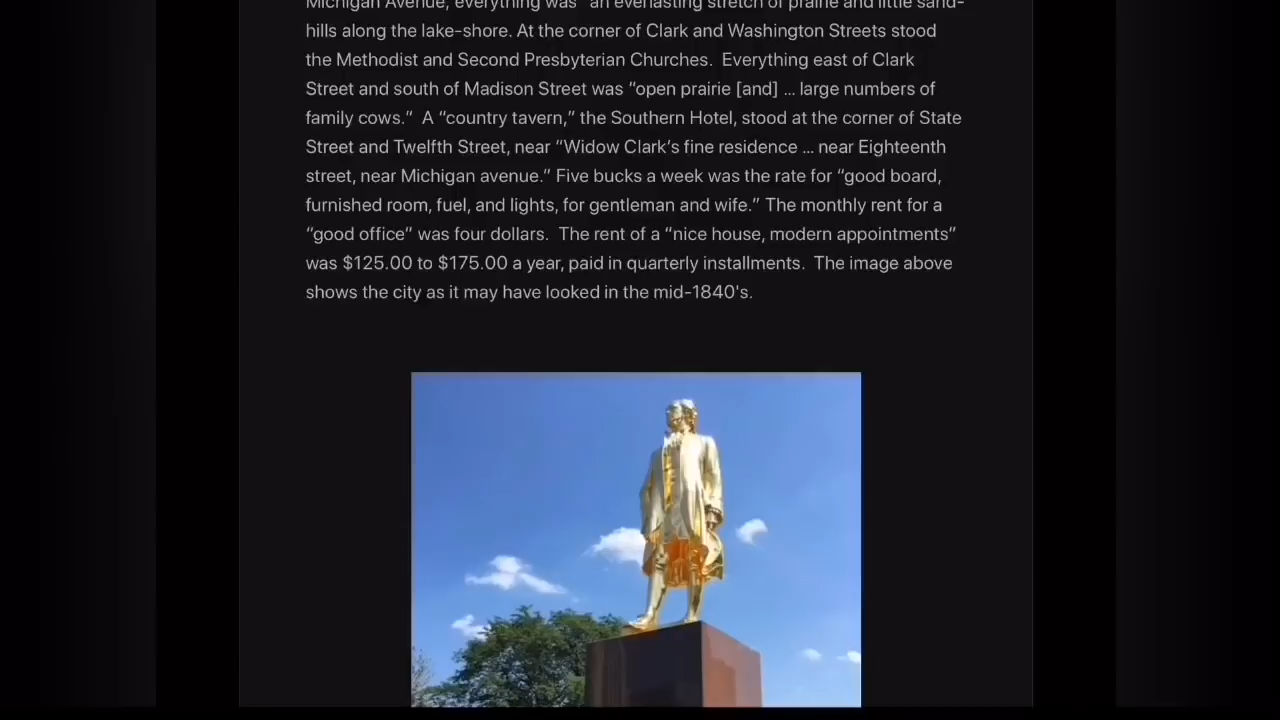 Michigan Avenue, everything was “an everlasting stretch of prairie and little sand-
hills along the lake-shore. At the corner of Clark and Washington Streets stood
the Methodist and Second Presbyterian Churches.  Everything east of Clark
Street and south of Madison Street was “open prairie [and] … large numbers of
family cows.”  A “country tavern,” the Southern Hotel, stood at the corner of State
Street and Twelfth Street, near “Widow Clark’s fine residence … near Eighteenth
street, near Michigan avenue.” Five bucks a week was the rate for “good board,
furnished room, fuel, and lights, for gentleman and wife.” The monthly rent for a
“good office” was four dollars.  The rent of a “nice house, modern appointments”
was $125.00 to $175.00 a year, paid in quarterly installments.  The image above
shows the city as it may have looked in the mid-1840's.